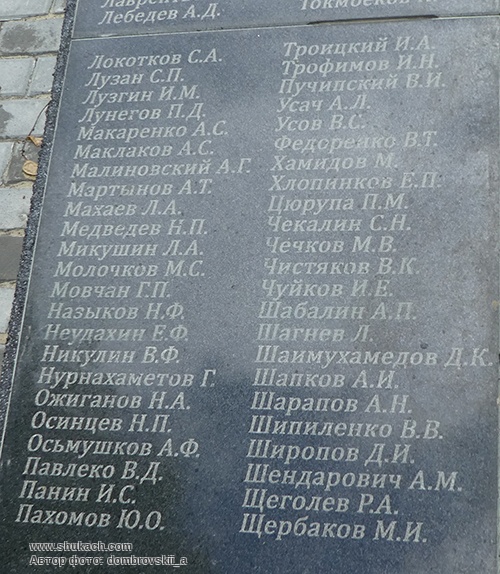 Лебедев А.Д.
Локотков С.А.
Лузан С.П.
Лузгин И.М.
Лунегов П.Д.
Макаренко А.С.
Маклаков А.С.
Малиновский А.Г.
Мартынов А.Т.
Махаев Л.А.
Медведев Н.П.
Микушин Л.А.
Молочков М.С.
Мовчан Г.П.
Назыков Н.Ф.
Неудахин Е.Ф.
Никулин В.Ф.
Нурнахаметов Г.
Ожиганов Н.А.
Осинцев Н.П.
Осьмушков А.Ф.
Павлеко В.Д.
Панин И.С.
Пахомов Ю.О.
Троицкий И.А.
Трофимов И.Н.
Пучипский В.И.
Усач А.Л.
Усов В.С.
Федоренко В.Т.
Хамидов М.
Хлопинков Е.П.
Цюрупа П.М.
Чекалин С.Н.
Чечков М.В.
Чистяков В.К.
Чуйков И.Е.
Шабалин А.П.
Шагнев Л.
Шаимухамедов Д.К.
Шапков А.И.
Шарапов А.Н.
Шипиленко В.В.
Широпов Д.И.
Шендарович А.М.
Щеголев Р.А.
Щербаков М.И.
www.shukach.com
Автор фото: dombrovskii_a